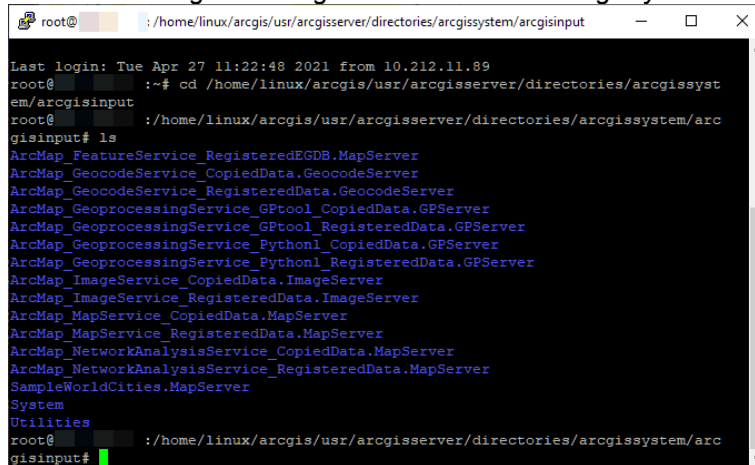 root@ : /home/linux/arcgis/usr/arcgisserver/directories/arcgissystem/arcgisinput
Last login: Tue Apr 27 11:22:48 2021 from 10.212.11.89
root@ :~# cd /home/linux/arcgis/usr/arcgisserver/directories/arcgissyst
em/arcgisinput
root@ :/home/linux/arcgis/usr/arcgisserver/directories/arcgissystem/arc
gisinput# ls
ArcMap_FeatureService_RegisteredEGDB.MapServer
ArcMap_GeocodeService_CopiedData.GeocodeServer
ArcMap_GeocodeService_RegisteredData.GeocodeServer
ArcMap_GeoprocessingService_GPtool_CopiedData.GPServer
ArcMap_GeoprocessingService_GPtool_RegisteredData.GPServer
ArcMap_GeoprocessingService_Python1_CopiedData.GPServer
ArcMap_GeoprocessingService_Python1_RegisteredData.GPServer
ArcMap_ImageService_CopiedData.ImageServer
ArcMap_ImageService_RegisteredData.ImageServer
ArcMap_MapService_CopiedData.MapServer
ArcMap_MapService_RegisteredData.MapServer
ArcMap_NetworkAnalysisService_CopiedData.MapServer
ArcMap_NetworkAnalysisService_RegisteredData.MapServer
SampleWorldCities.MapServer
System
Utilities
root@ :/home/linux/arcgis/usr/arcgisserver/directories/arcgissystem/arc
gisinput#